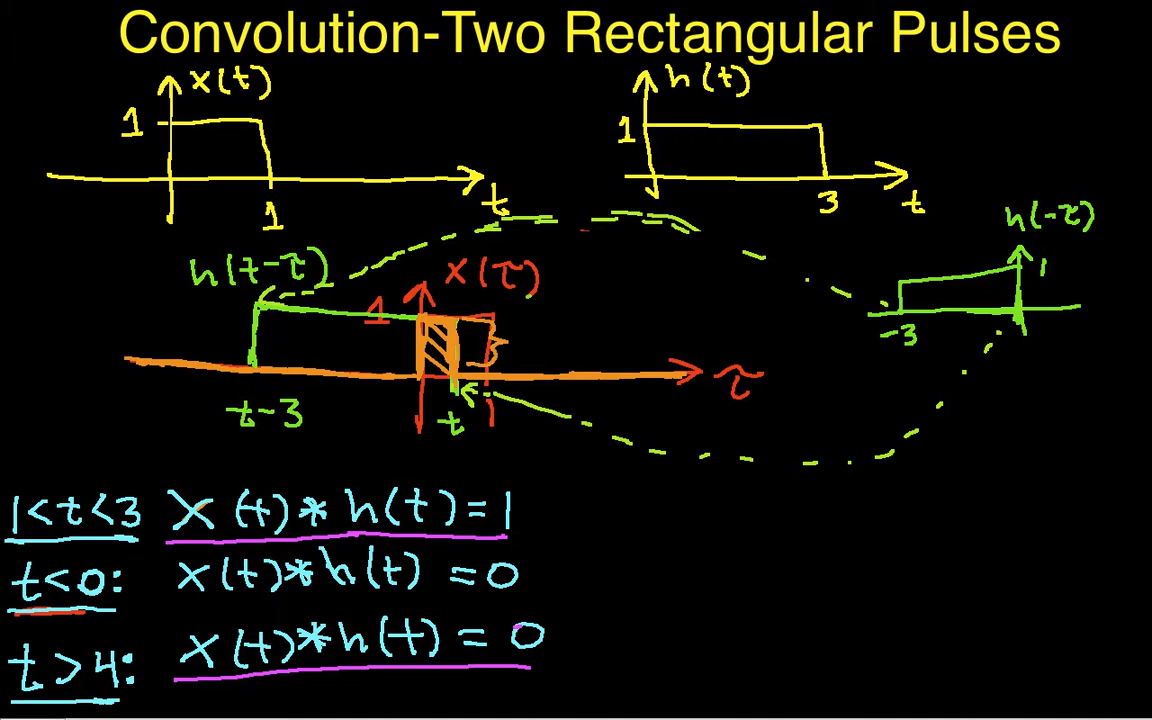 Convolution-Two Rectangular Pulses
x(t)
1
1
t
h(t)
1
3
t
h(-τ)
1
-3
h(t-τ)
x(τ)
1
t-3
t
1
τ
1<t<3 x(t)*h(t)=1
t<0: x(t)*h(t)=0
t>4: x(t)*h(t)=0